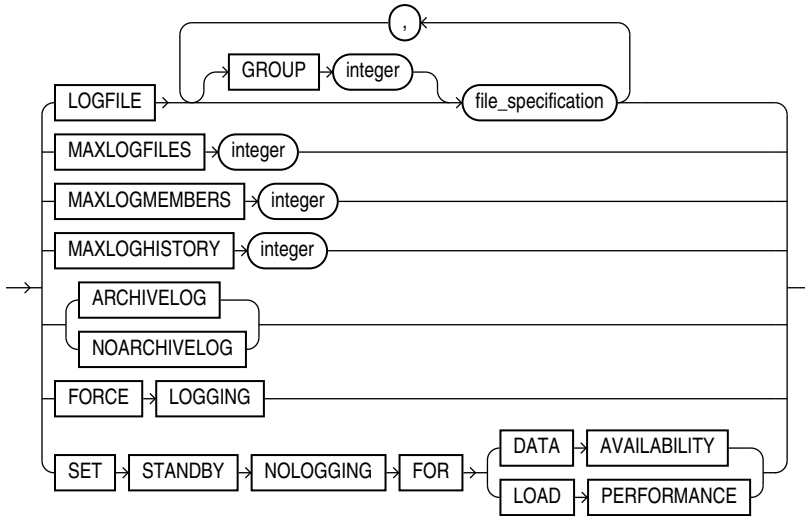 ,
GROUP integer
LOGFILE file_specification
MAXLOGFILES integer
MAXLOGMEMBERS integer
MAXLOGHISTORY integer
ARCHIVELOG
NOARCHIVELOG
FORCE LOGGING
DATA AVAILABILITY
SET STANDBY NOLOGGING FOR
LOAD PERFORMANCE